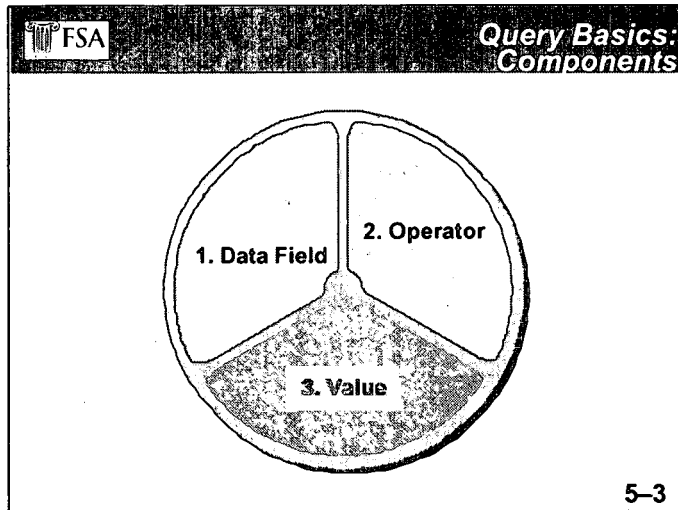 FSA
Query Basics:
Components
1. Data Field
2. Operator
3. Value
5–3